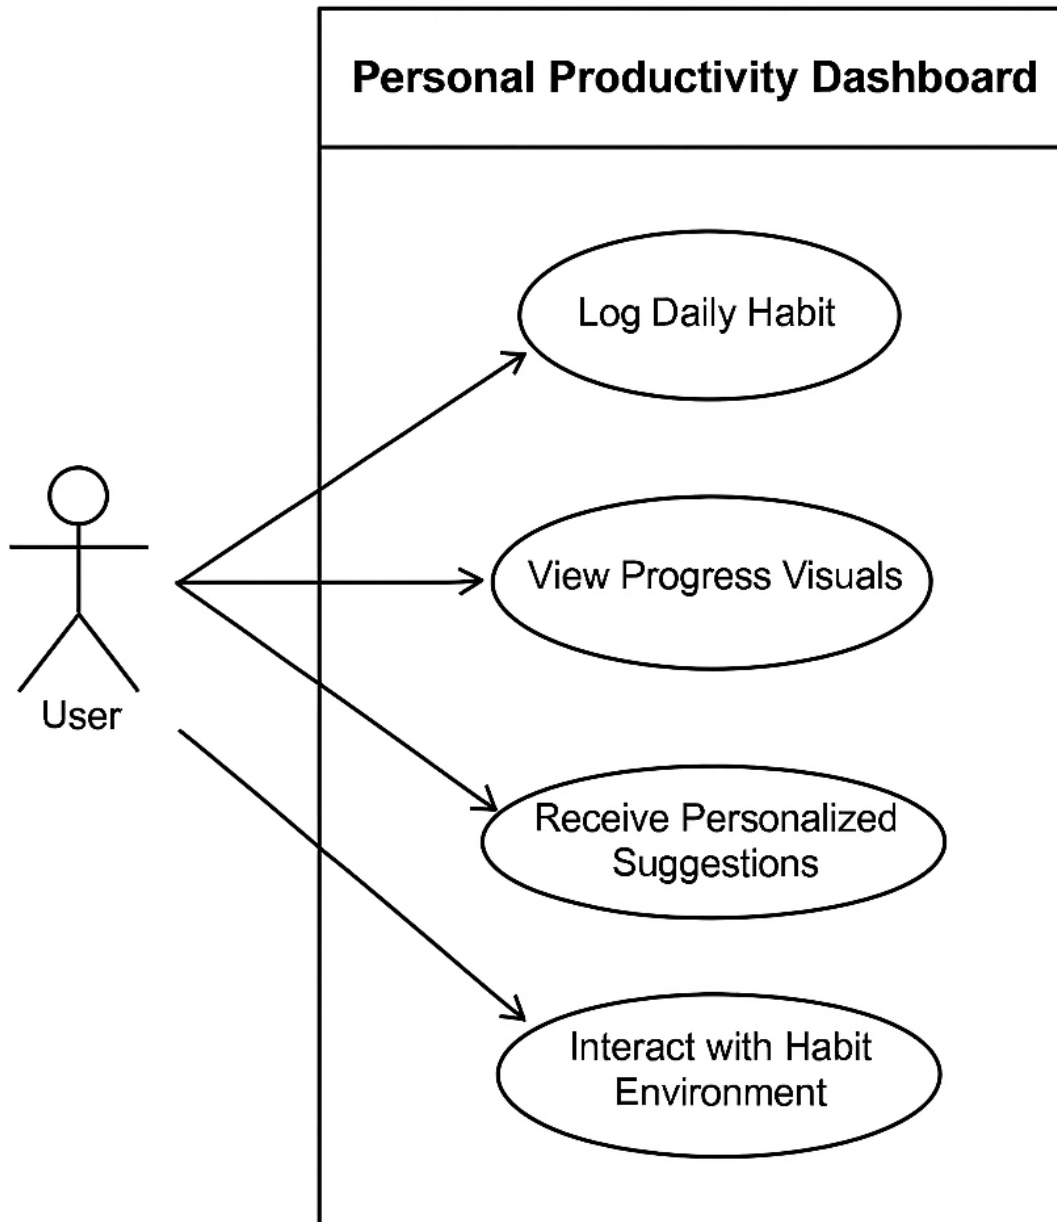 Personal Productivity Dashboard
Log Daily Habit
View Progress Visuals
User
Receive Personalized
Suggestions
Interact with Habit
Environment